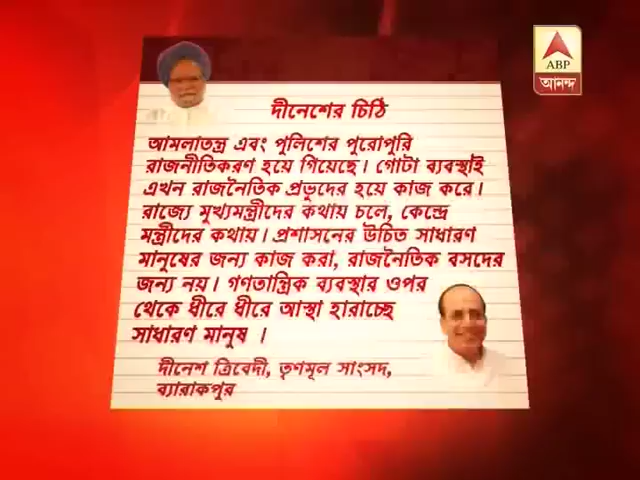 ABP
আনন্দ
দীনেশের চিঠি
আমলাতন্ত্র এবং পুলিশের পুরোপুরি
রাজনীতিকরণ হয়ে গিয়েছে। গোটা ব্যবস্থাই
এখন রাজনৈতিক প্রভুদের হয়ে কাজ করে।
রাজ্যে মুখ্যমন্ত্রীদের কথায় চলে, কেন্দ্রে
মন্ত্রীদের কথায়। প্রশাসনের উচিত সাধারণ
মানুষের জন্য কাজ করা, রাজনৈতিক বসদের
জন্য নয়। গণতান্ত্রিক ব্যবস্থার ওপর
থেকে ধীরে ধীরে আস্থা হারাচ্ছে
সাধারণ মানুষ ।
দীনেশ ত্রিবেদী, তৃণমূল সাংসদ,
ব্যারাকপুর